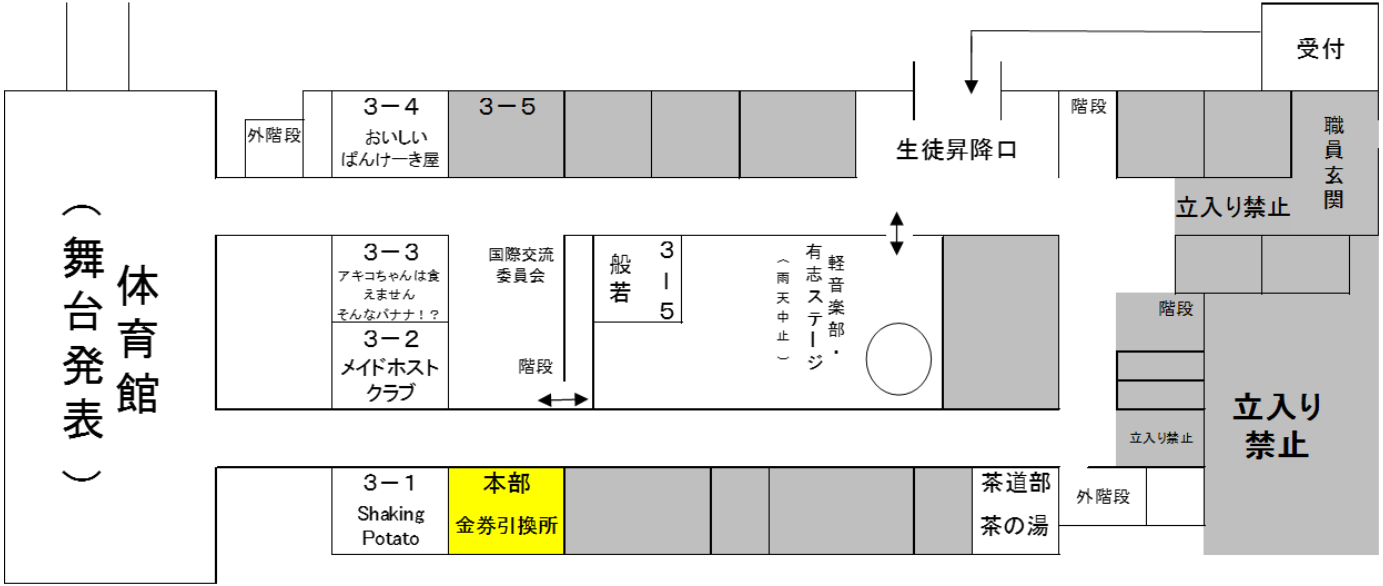 受付
3-4
おいしい
ぱんけーき屋
3-5
外階段
生徒昇降口
階段
職員玄関
立入り禁止
体育館
（舞台発表）
3-3
アキコちゃんは食
えません
そんなバナナ！？
国際交流
委員会
3-5
般若
軽音楽部・
有志ステージ
（雨天中止）
階段
3-2
メイドホスト
クラブ
階段
立入り禁止
立入り
禁止
3-1
Shaking
Potato
本部
金券引換所
茶道部
茶の湯
外階段